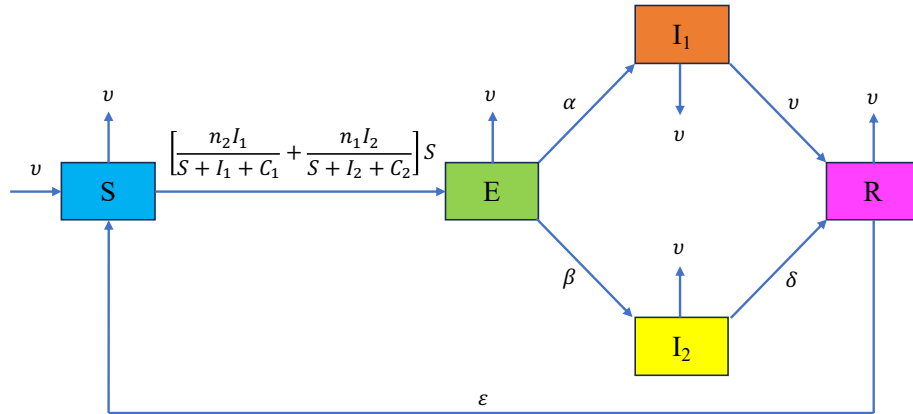 I₁
υ
[n₂I₁/(S + I₁ + C₁) + n₁I₂/(S + I₂ + C₂)] S
υ
α
υ
υ
υ
υ
S
E
R
β
υ
δ
I₂
ε